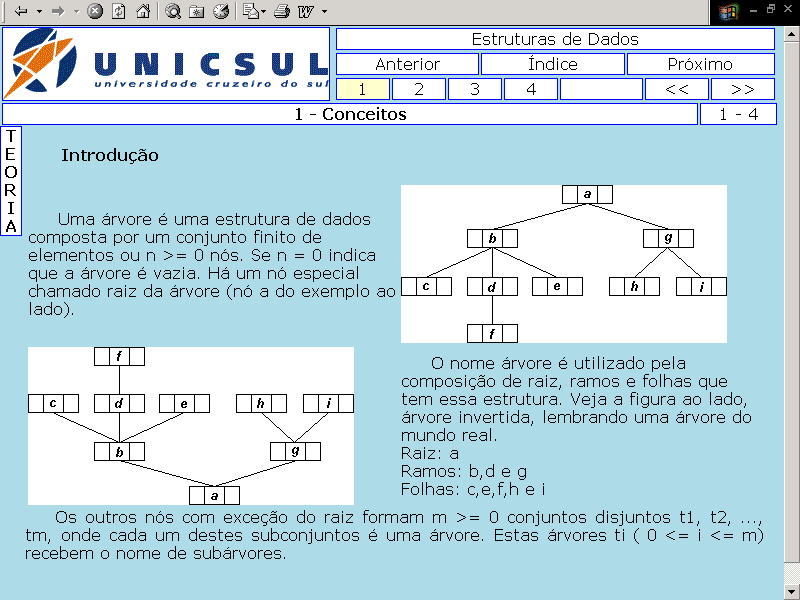 UNICSUL
universidade cruzeiro do sul
Estruturas de Dados
Anterior Índice Próximo
1 2 3 4 << >>
1 - Conceitos 1 - 4
TEORIA
Introdução
Uma árvore é uma estrutura de dados
composta por um conjunto finito de
elementos ou n >= 0 nós. Se n = 0 indica
que a árvore é vazia. Há um nó especial
chamado raiz da árvore (nó a do exemplo ao
lado).
a
b g
c d e h i
f
f
c d e h i
b g
a
O nome árvore é utilizado pela
composição de raiz, ramos e folhas que
tem essa estrutura. Veja a figura ao lado,
árvore invertida, lembrando uma árvore do
mundo real.
Raiz: a
Ramos: b,d e g
Folhas: c,e,f,h e i
Os outros nós com exceção do raiz formam m >= 0 conjuntos disjuntos t1, t2, ...,
tm, onde cada um destes subconjuntos é uma árvore. Estas árvores ti ( 0 <= i <= m)
recebem o nome de subárvores.